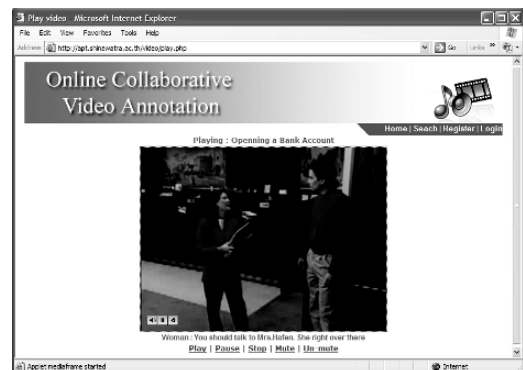 Play video - Microsoft Internet Explorer
File Edit View Favorites Tools Help
Address http://apt.shinawatra.ac.th/video/play.php Go Links »
Online Collaborative
Video Annotation
Home | Seach | Register | Login
Playing : Openning a Bank Account
Woman : You should talk to Mrs.Hafen. She right over there
Play | Pause | Stop | Mute | Un-mute
Applet mediaframe started Internet